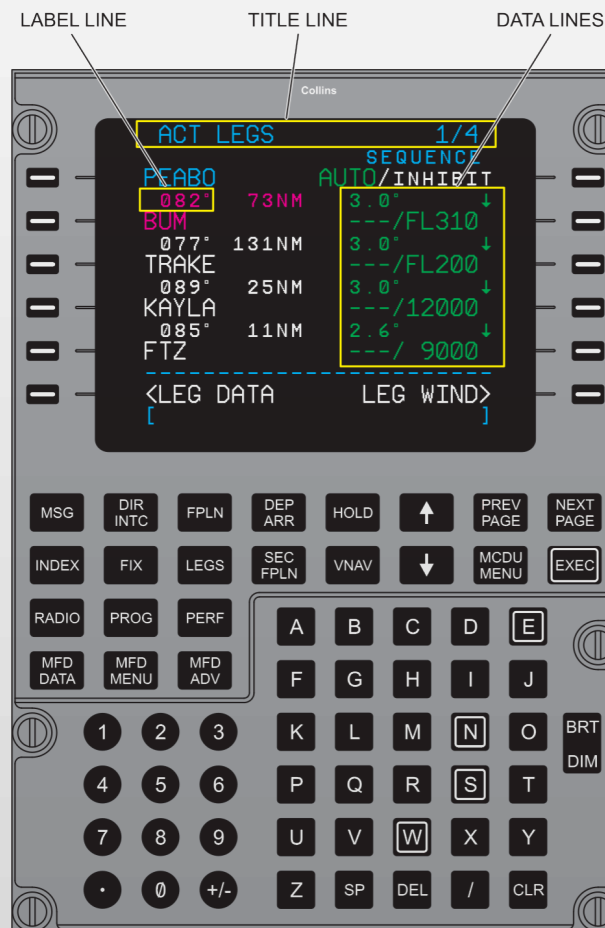 LABEL LINE TITLE LINE DATA LINES
Collins
ACT LEGS 1/4
SEQUENCE
PEABO AUTO/INHIBIT
082° 73NM 3.0° ↓
BUM ---/FL310
077° 131NM 3.0° ↓
TRAKE ---/FL200
089° 25NM 3.0° ↓
KAYLA ---/12000
085° 11NM 2.6° ↓
FTZ ---/ 9000
------------------------
<LEG DATA LEG WIND>
[ ]
MSG DIR INTC FPLN DEP ARR HOLD ↑ PREV PAGE NEXT PAGE
INDEX FIX LEGS SEC FPLN VNAV ↓ MCDU MENU EXEC
RADIO PROG PERF
MFD DATA MFD MENU MFD ADV
A B C D E
F G H I J
1 2 3 K L M N O BRT DIM
4 5 6 P Q R S T
7 8 9 U V W X Y
· 0 +/- Z SP DEL / CLR